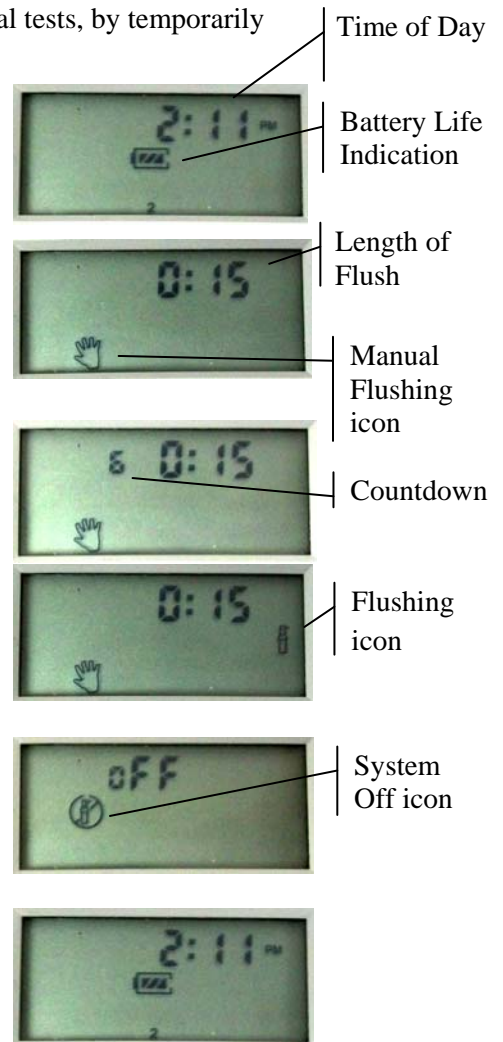 al tests, by temporarily
Time of Day
2:11 PM
Battery Life
Indication
2
Length of
Flush
0:15
Manual
Flushing
icon
6 0:15
Countdown
0:15
Flushing
icon
oFF
System
Off icon
2:11 PM
2